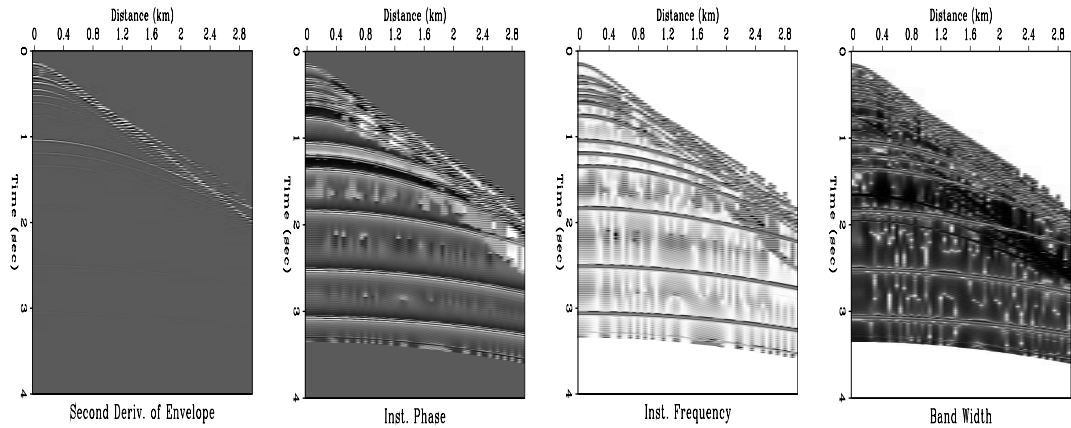 Distance (km)
0 0.4 0.8 1.2 1.6 2 2.4 2.8
0
1
2
3
4
Time (sec)
Second Deriv. of Envelope
Distance (km)
0 0.4 0.8 1.2 1.6 2 2.4 2.8
0
1
2
3
4
Time (sec)
Inst. Phase
Distance (km)
0 0.4 0.8 1.2 1.6 2 2.4 2.8
0
1
2
3
4
Time (sec)
Inst. Frequency
Distance (km)
0 0.4 0.8 1.2 1.6 2 2.4 2.8
0
1
2
3
4
Time (sec)
Band Width